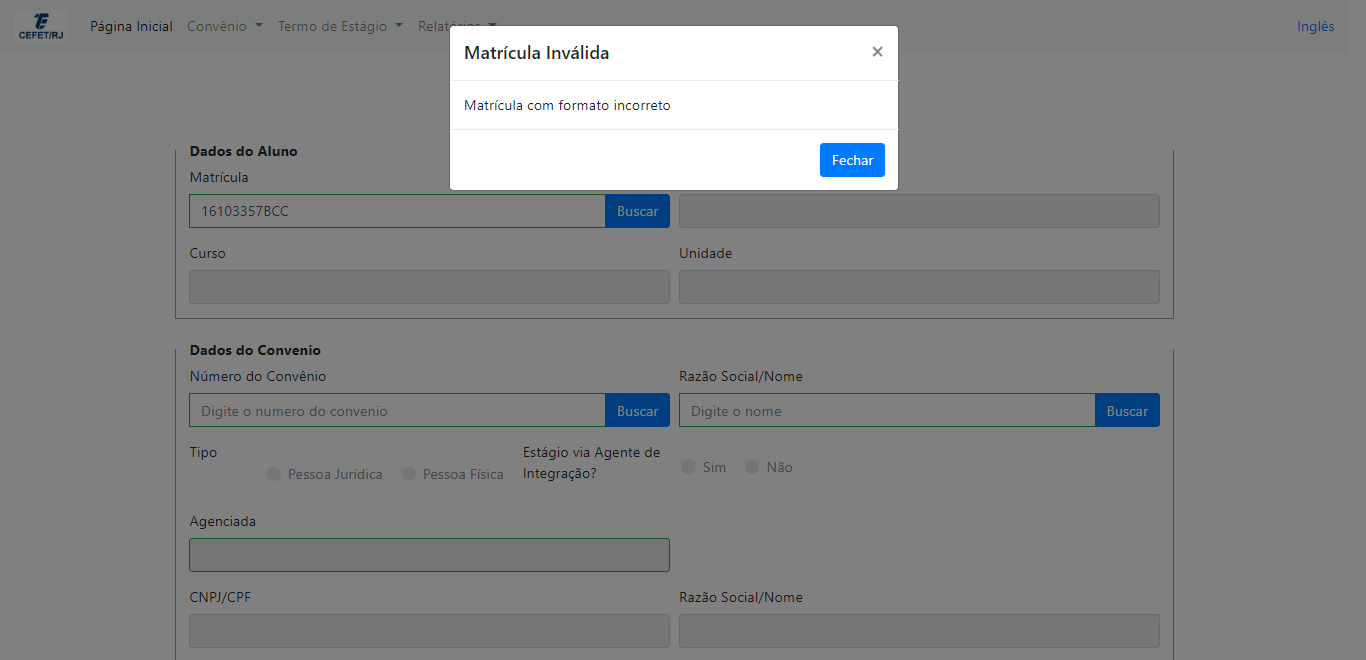 CEFET/RJ
Página Inicial Convênio Termo de Estágio Relatórios Inglês
Matrícula Inválida ×
Matrícula com formato incorreto
Fechar
Dados do Aluno
Matrícula
16103357BCC Buscar
Curso Unidade
Dados do Convenio
Número do Convênio Razão Social/Nome
Digite o numero do convenio Buscar Digite o nome Buscar
Tipo Pessoa Jurídica Pessoa Física
Estágio via Agente de
Integração?
Sim Não
Agenciada
CNPJ/CPF Razão Social/Nome